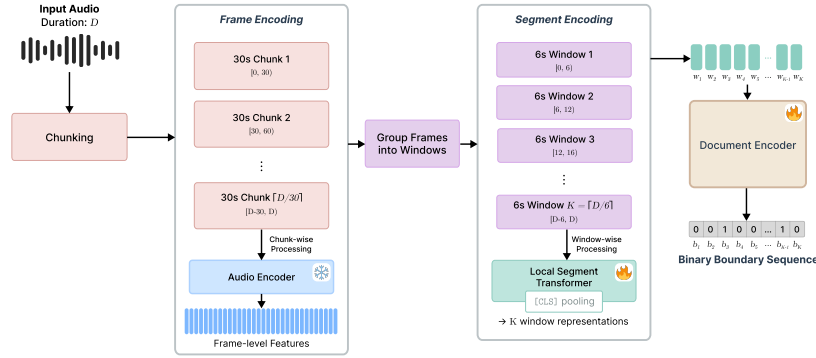 Input Audio
Duration: D
Chunking
Frame Encoding
30s Chunk 1
[0, 30)
30s Chunk 2
[30, 60)
⋮
30s Chunk ⌈D/30⌉
[D-30, D)
Chunk-wise
Processing
Audio Encoder
Frame-level Features
Group Frames
into Windows
Segment Encoding
6s Window 1
[0, 6)
6s Window 2
[6, 12)
6s Window 3
[12, 16)
⋮
6s Window K = ⌈D/6⌉
[D-6, D)
Window-wise
Processing
Local Segment
Transformer
[CLS] pooling
→ K window representations
...
w1 w2 w3 w4 w5 ... wK-1 wK
Document Encoder
0 0 1 0 0 ... 1 0
b1 b2 b3 b4 b5 ... bK-1 bK
Binary Boundary Sequence